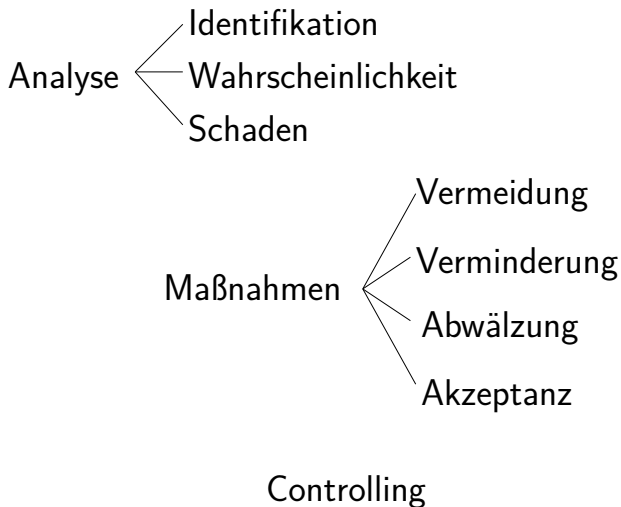 Identifikation
Analyse
Wahrscheinlichkeit
Schaden
Vermeidung
Verminderung
Maßnahmen
Abwälzung
Akzeptanz
Controlling